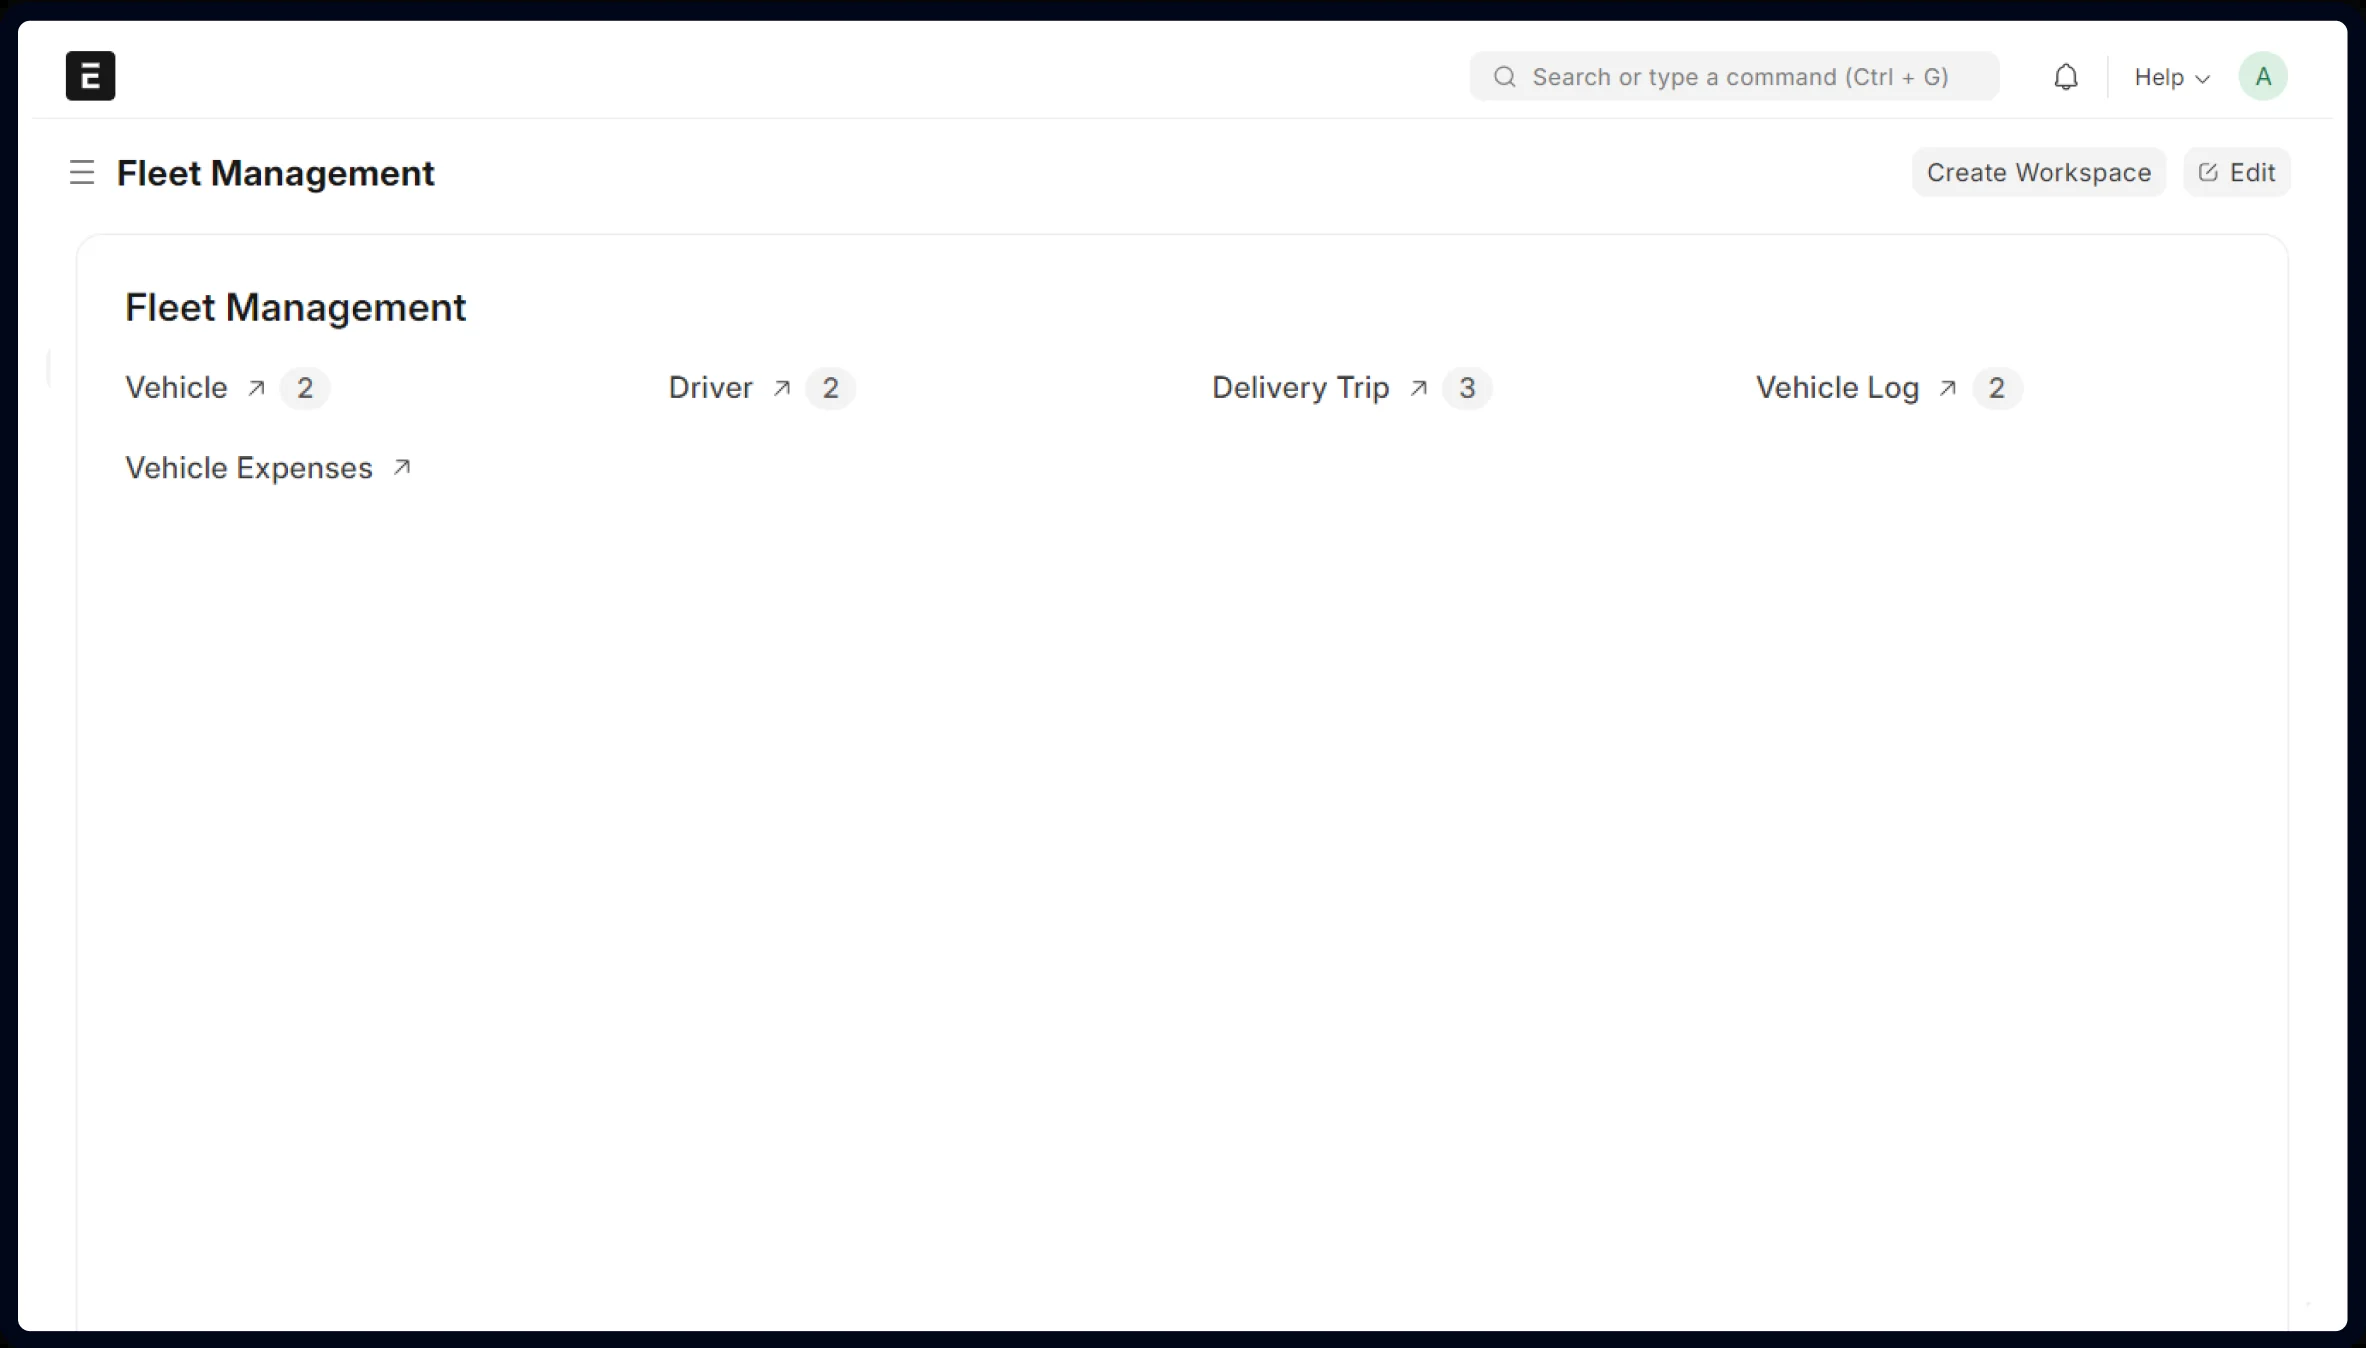 E
Search or type a command (Ctrl + G)
Help
A
Fleet Management
Create Workspace
Edit
Fleet Management
Vehicle 2
Driver 2
Delivery Trip 3
Vehicle Log 2
Vehicle Expenses